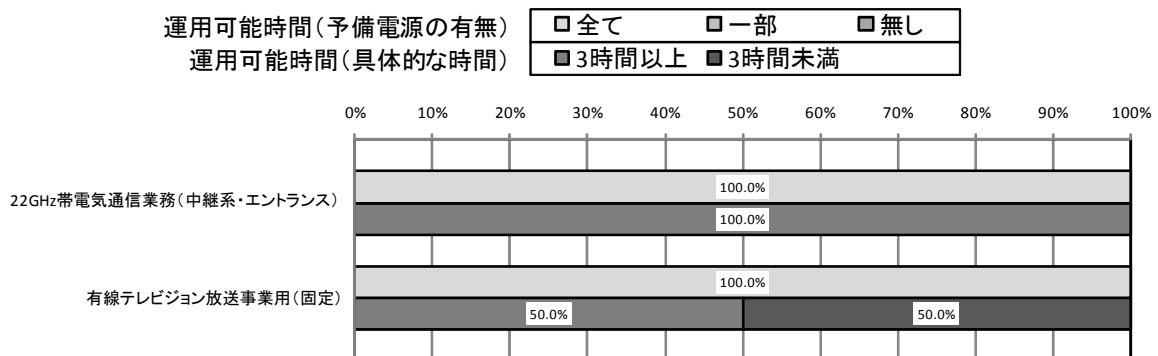 運用可能時間(予備電源の有無) 全て 一部 無し
運用可能時間(具体的な時間) 3時間以上 3時間未満
0% 10% 20% 30% 40% 50% 60% 70% 80% 90% 100%
100.0%
22GHz帯電気通信業務(中継系・エントランス)
100.0%
100.0%
有線テレビジョン放送事業用(固定)
50.0% 50.0%